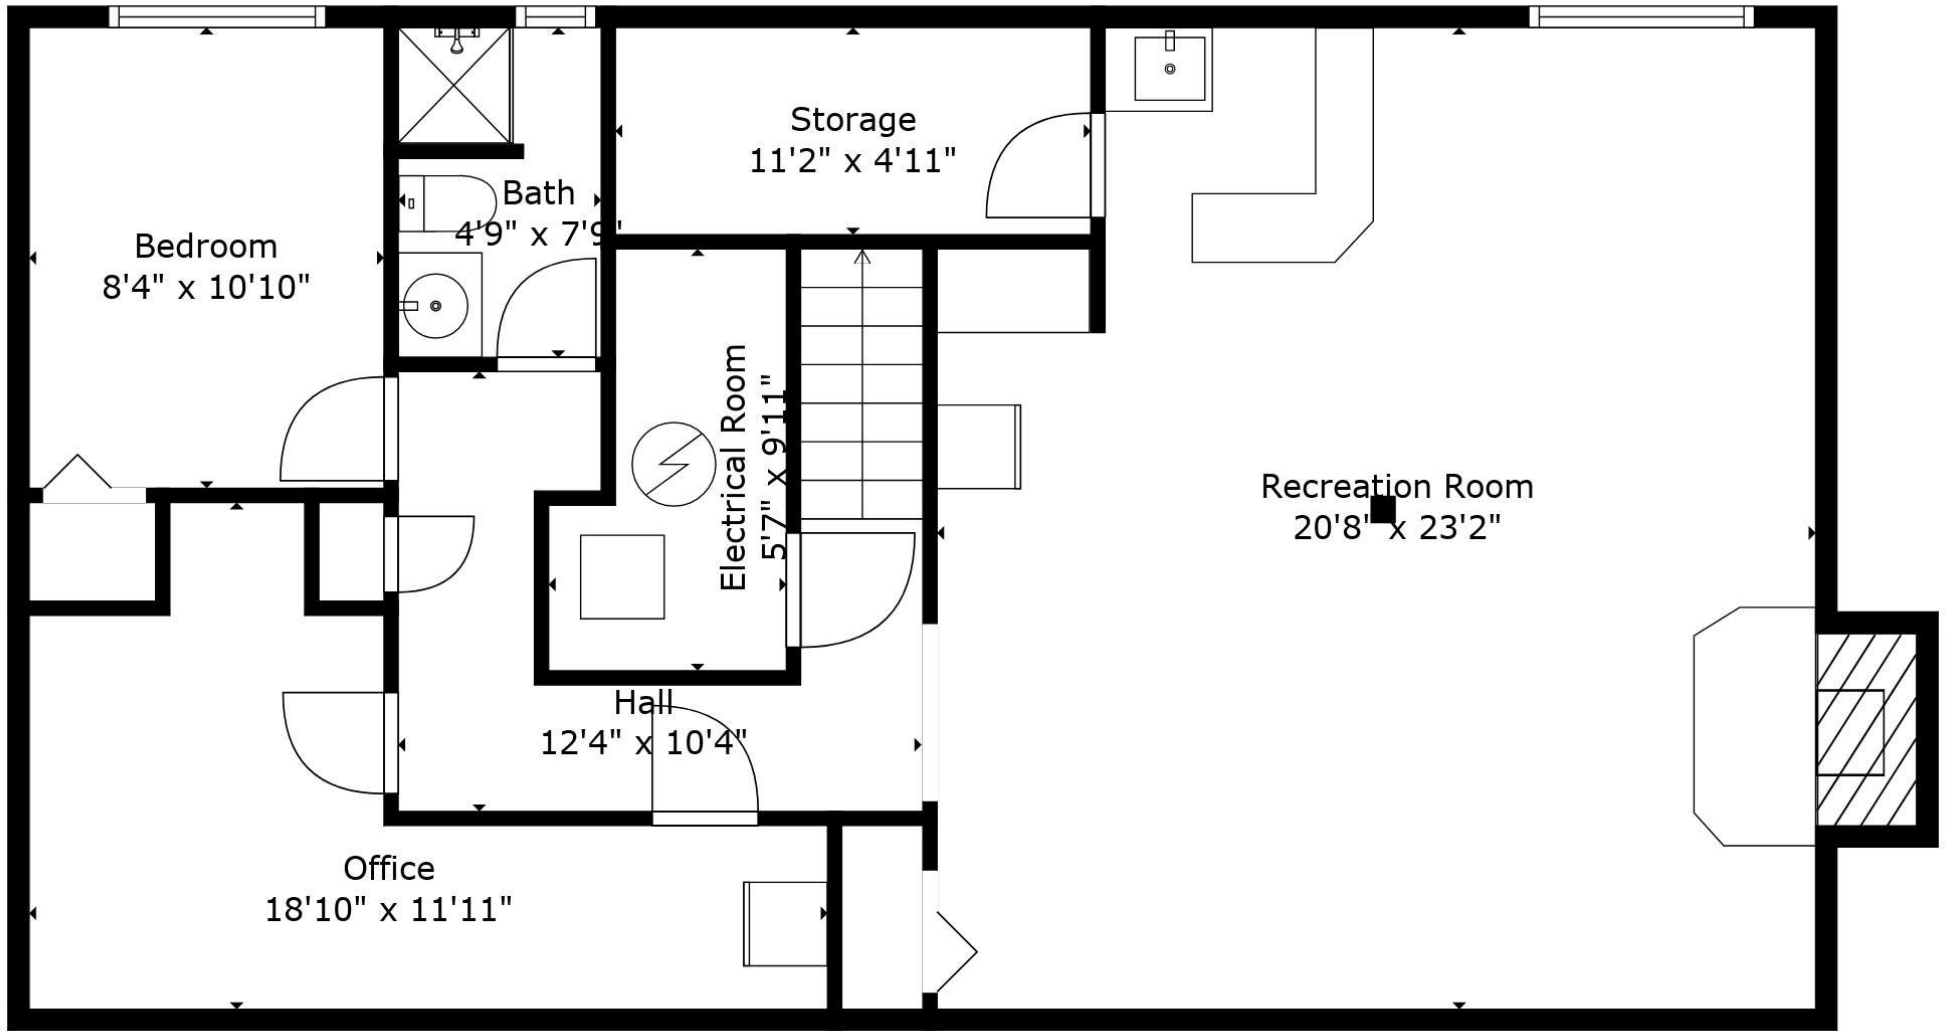 Storage
11'2" x 4'11"
Bath
4'9" x 7'9"
Bedroom
8'4" x 10'10"
Electrical Room
5'7" x 9'11"
Recreation Room
20'8" x 23'2"
Hall
12'4" x 10'4"
Office
18'10" x 11'11"